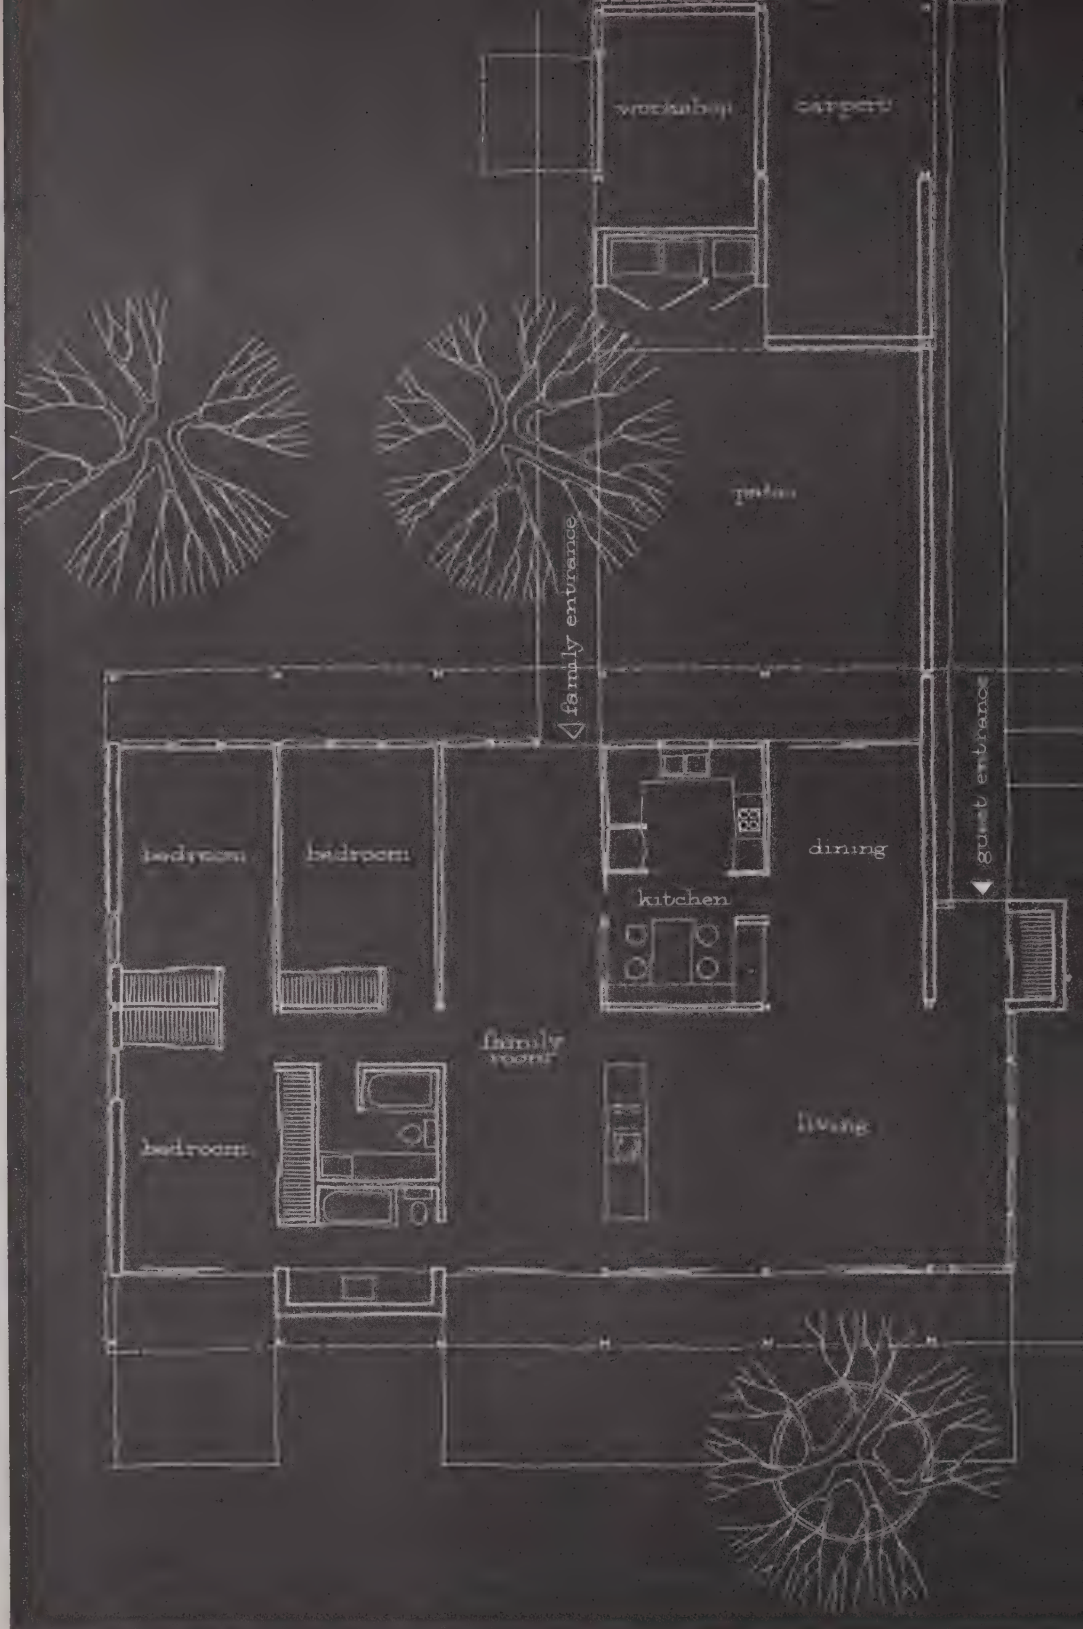 workshop
carport
patio
family entrance
guest entrance
bedroom
bedroom
dining
kitchen
family
room
living
bedroom